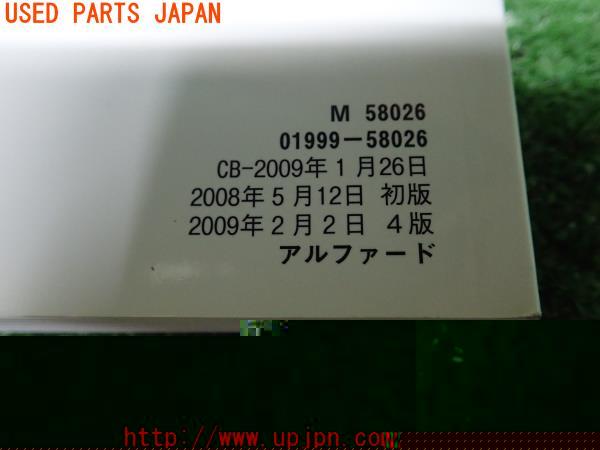 USED PARTS JAPAN
M 58026
01999-58026
CB-2009年1月26日
2008年5月12日 初版
2009年2月2日 4版
アルファード
http://www.upjpn.com/